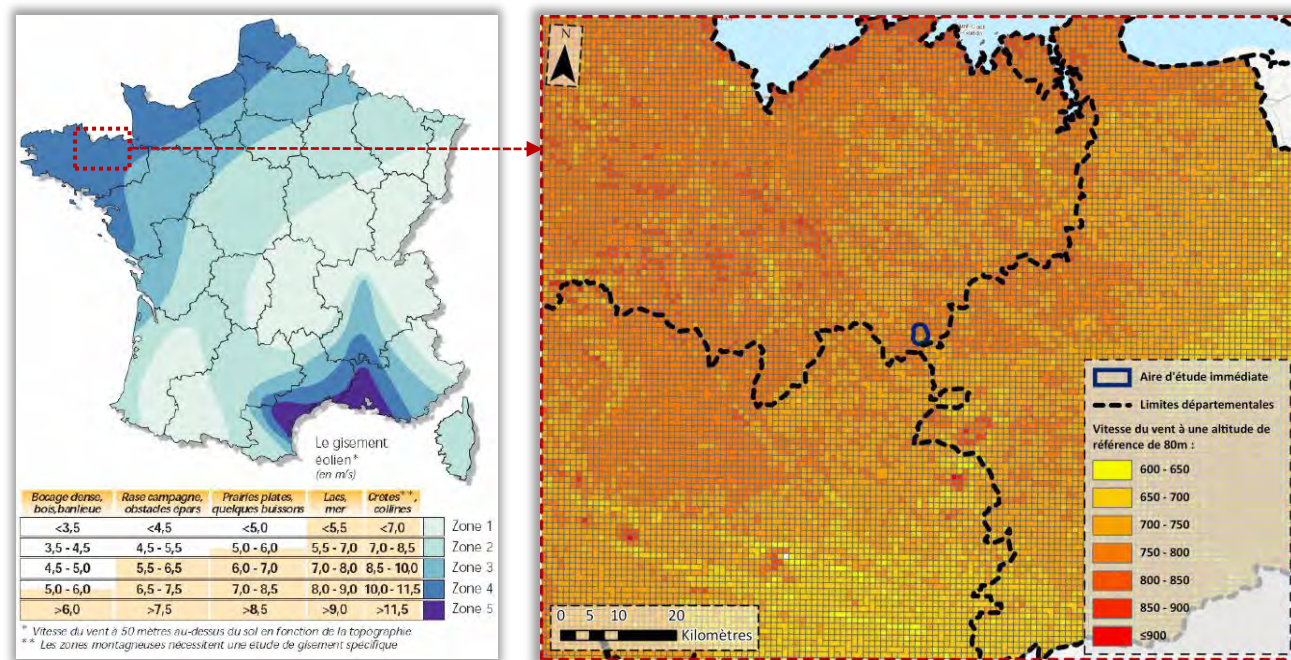 Le gisement
éolien*
(en m/s)
Bocage dense, bois, banlieue
Rase campagne, obstacles épars
Prairies plates, quelques buissons
Lacs, mer
Crètes**, collines
<3,5 <4,5 <5,0 <5,5 <7,0 Zone 1
3,5 - 4,5 4,5 - 5,5 5,0 - 6,0 5,5 - 7,0 7,0 - 8,5 Zone 2
4,5 - 5,0 5,5 - 6,5 6,0 - 7,0 7,0 - 8,0 8,5 - 10,0 Zone 3
5,0 - 6,0 6,5 - 7,5 7,0 - 8,5 8,0 - 9,0 10,0 - 11,5 Zone 4
>6,0 >7,5 >8,5 >9,0 >11,5 Zone 5
* Vitesse du vent à 50 mètres au-dessus du sol en fonction de la topographie
** Les zones montagneuses nécessitent une étude de gisement spécifique
N
0 5 10 20
Kilomètres
Aire d'étude immédiate
Limites départementales
Vitesse du vent à une altitude de
référence de 80m :
600 - 650
650 - 700
700 - 750
750 - 800
800 - 850
850 - 900
≤900